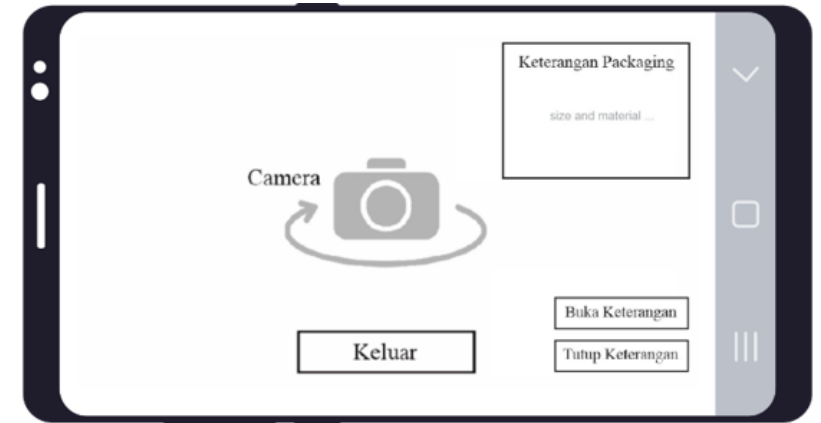 Keterangan Packaging
size and material ...
Camera
Buka Keterangan
Keluar
Tutup Keterangan